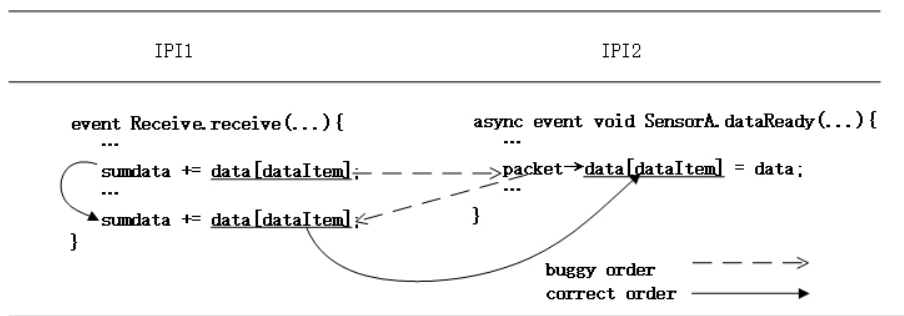 IPI1 IPI2
event Receive.receive(...){ async event void SensorA.dataReady(...){
... ...
sumdata += data[dataItem]; packet→data[dataItem] = data;
... ...
sumdata += data[dataItem]; }
}
buggy order
correct order